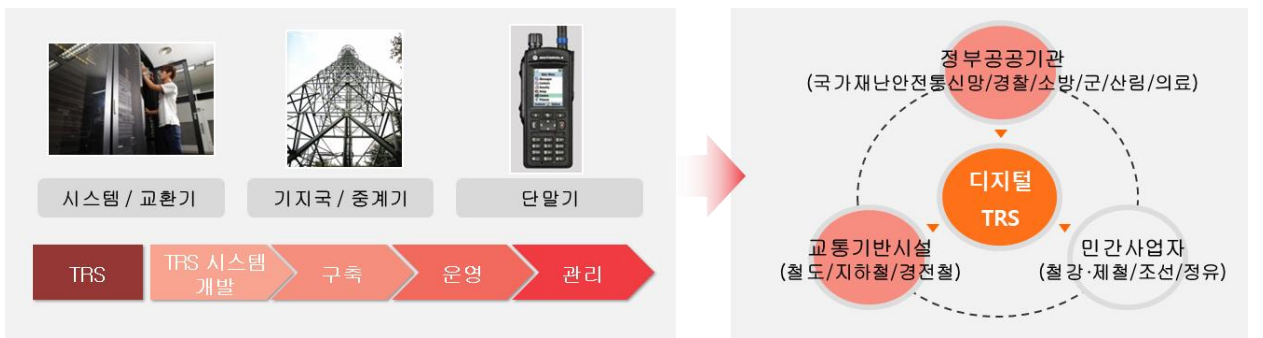 시스템 / 교환기
기지국 / 중계기
단말기
TRS
TRS 시스템
개발
구축
운영
관리
정부공공기관
(국가재난안전통신망/경찰/소방/군/산림/의료)
디지털
TRS
교통기반시설
(철도/지하철/경전철)
민간사업자
(철강·제철/조선/정유)